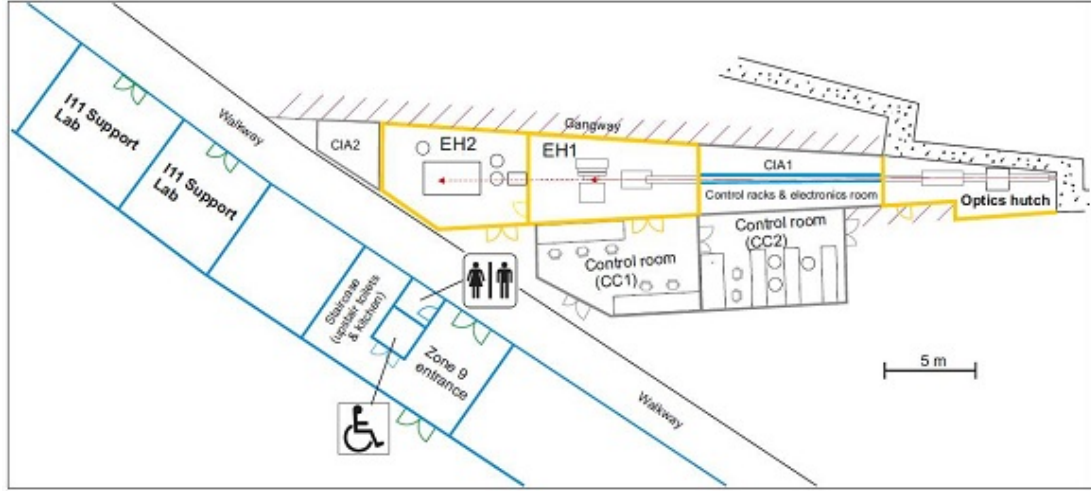 I11 Support
Lab
I11 Support
Lab
Walkway
CIA2
EH2
EH1
Gangway
CIA1
Control racks & electronics room
Optics hutch
Control room
(CC1)
Control room
(CC2)
Staircase
(upstair toilets
& kitchen)
Zone 9
entrance
5 m
Walkway